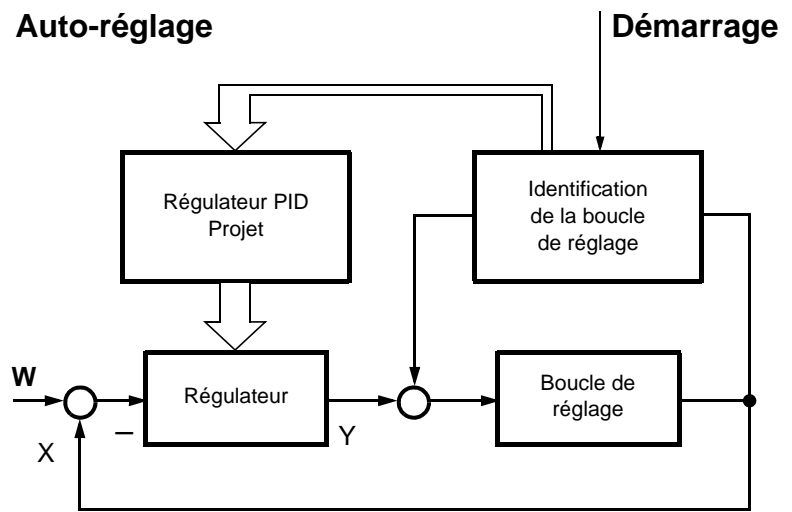 Auto-réglage
Démarrage
Régulateur PID
Projet
Identification
de la boucle
de réglage
W
Régulateur
Boucle de
réglage
X
–
Y